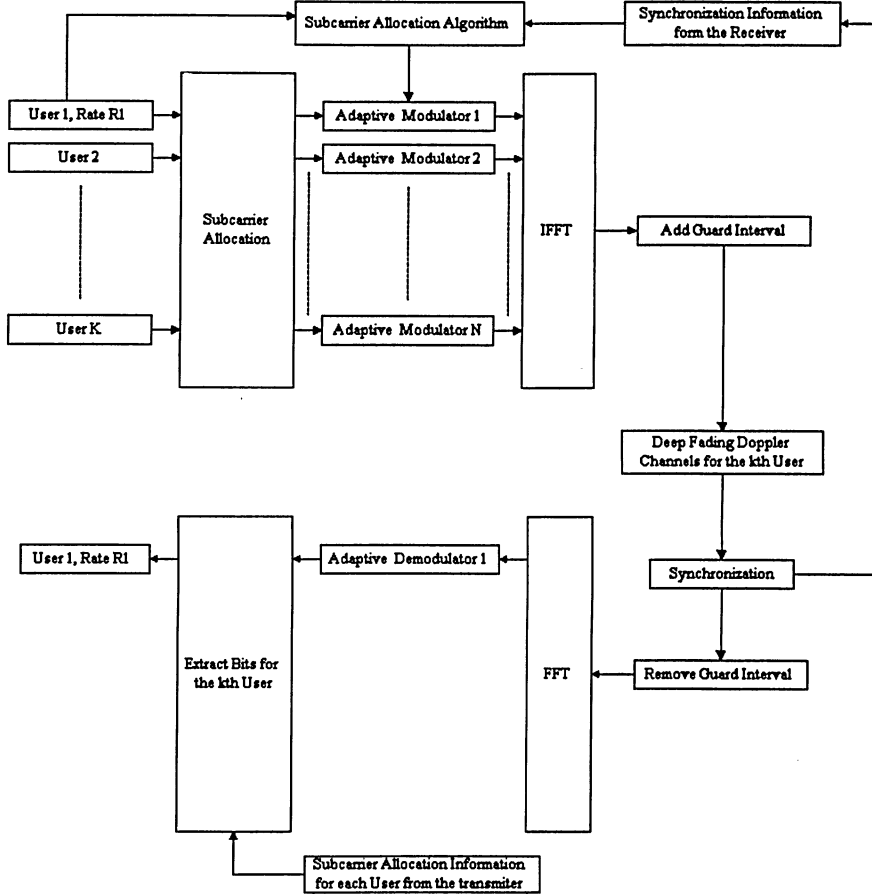 Subcarrier Allocation Algorithm
Synchronization Information
form the Receiver
User 1, Rate R1
Adaptive Modulator 1
User 2
Adaptive Modulator 2
Subcarrier
Allocation
IFFT
Add Guard Interval
User K
Adaptive Modulator N
Deep Fading Doppler
Channels for the kth User
User 1, Rate R1
Adaptive Demodulator 1
Synchronization
Extract Bits for
the kth User
FFT
Remove Guard Interval
Subcarrier Allocation Information
for each User from the transmiter